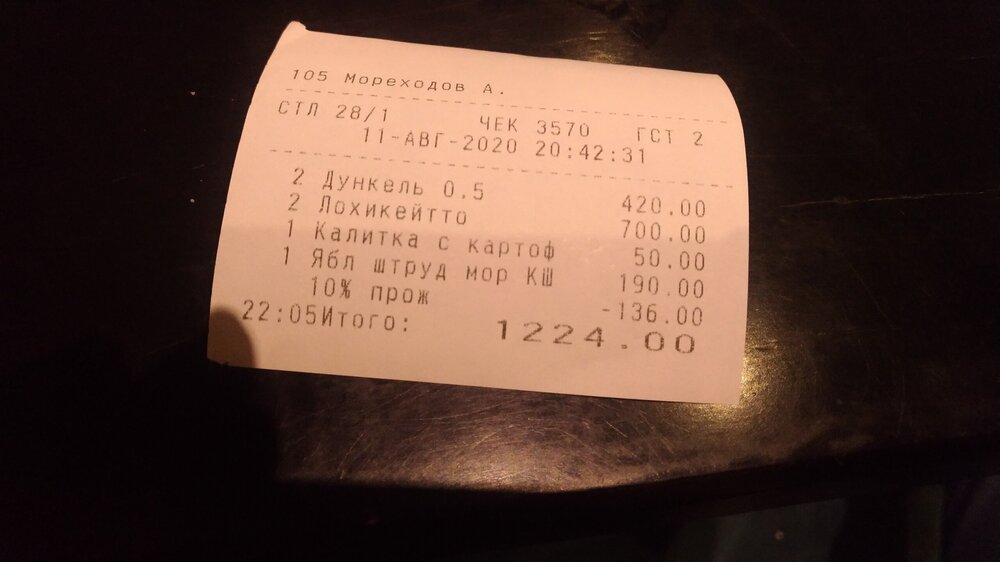 105 Мореходов А.
СТЛ 28/1 ЧЕК 3570 ГСТ 2
11-АВГ-2020 20:42:31
2 Дункель 0.5 420.00
2 Лохикейтто 700.00
1 Калитка с картоф 50.00
1 Ябл штруд мор КШ 190.00
10% прож -136.00
22:05Итого: 1224.00